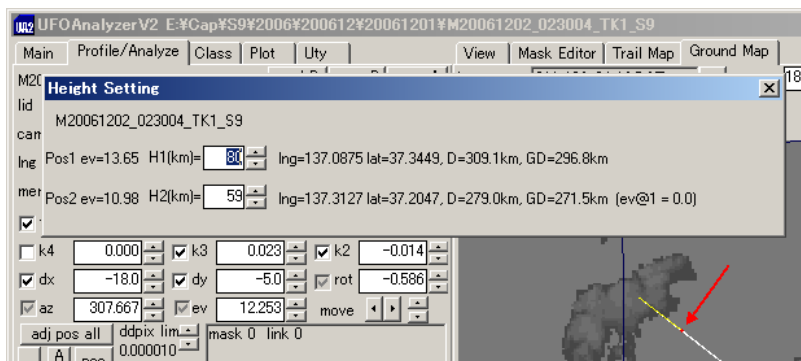 UFOAnalyzerV2 E:¥Cap¥S9¥2006¥200612¥20061201¥M20061202_023004_TK1_S9
Main Profile/Analyze Class Plot Uty View Mask Editor Trail Map Ground Map
Height Setting
M20061202_023004_TK1_S9
lid
Pos1 ev=13.65 H1(km)= 80 lng=137.0875 lat=37.3449, D=309.1km, GD=296.8km
Pos2 ev=10.98 H2(km)= 59 lng=137.3127 lat=37.2047, D=279.0km, GD=271.5km (ev@1 = 0.0)
k4 0.000 k3 0.023 k2 -0.014
dx -18.0 dy -5.0 rot -0.586
az 307.667 ev 12.253 move
adj pos all ddpix lim mask 0 link 0
A 0.000010